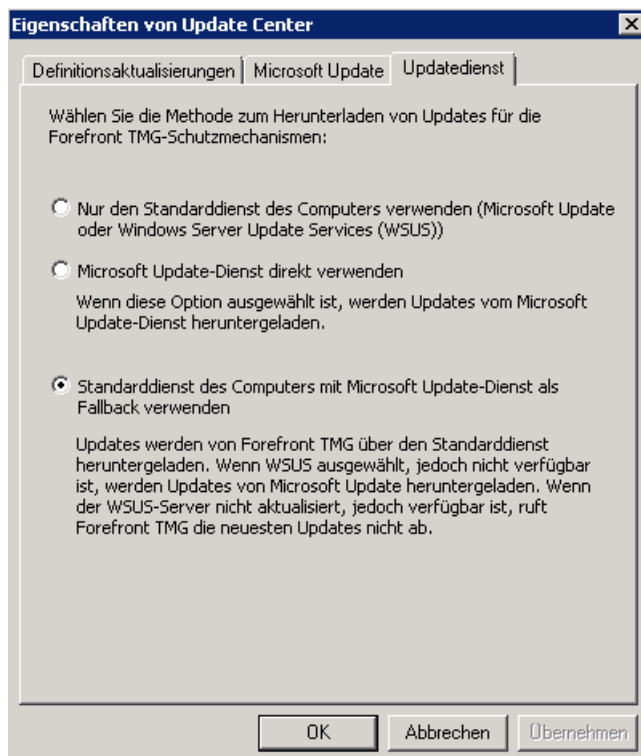 Eigenschaften von Update Center
Definitionsaktualisierungen
Microsoft Update
Updatedienst
Wählen Sie die Methode zum Herunterladen von Updates für die
Forefront TMG-Schutzmechanismen:
Nur den Standarddienst des Computers verwenden (Microsoft Update
oder Windows Server Update Services (WSUS))
Microsoft Update-Dienst direkt verwenden
Wenn diese Option ausgewählt ist, werden Updates vom Microsoft
Update-Dienst heruntergeladen.
Standarddienst des Computers mit Microsoft Update-Dienst als
Fallback verwenden
Updates werden von Forefront TMG über den Standarddienst
heruntergeladen. Wenn WSUS ausgewählt, jedoch nicht verfügbar
ist, werden Updates von Microsoft Update heruntergeladen. Wenn
der WSUS-Server nicht aktualisiert, jedoch verfügbar ist, ruft
Forefront TMG die neuesten Updates nicht ab.
OK
Abbrechen
Übernehmen